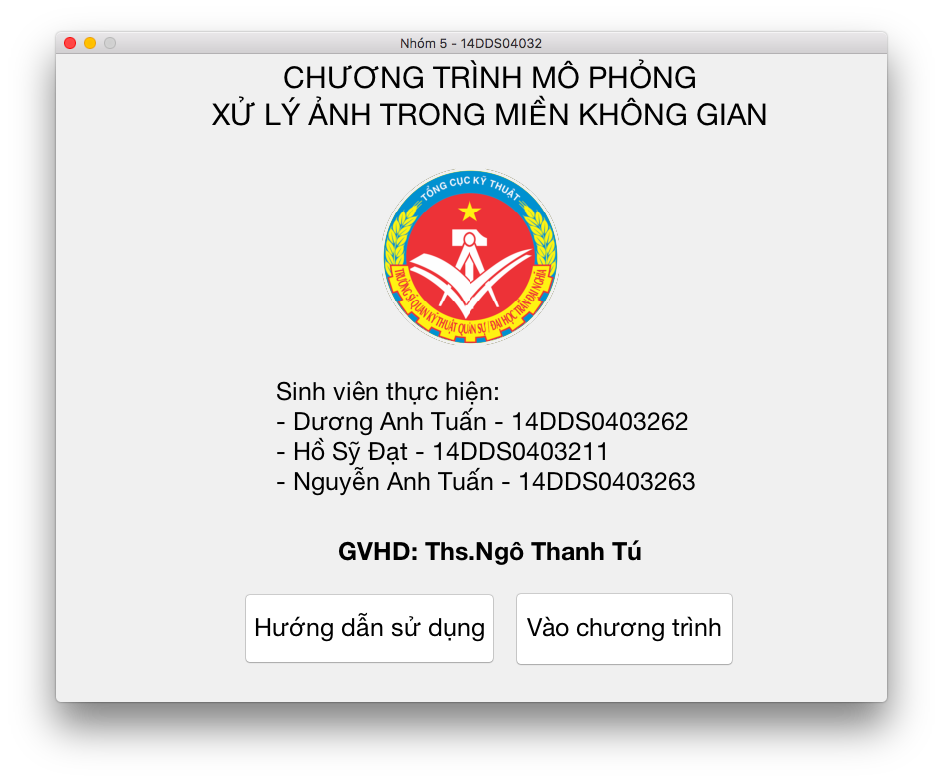 Nhóm 5 - 14DDS04032
CHƯƠNG TRÌNH MÔ PHỎNG
XỬ LÝ ẢNH TRONG MIỀN KHÔNG GIAN
TỔNG CỤC KỸ THUẬT
TRƯỜNG SĨ QUAN KỸ THUẬT QUÂN SỰ / ĐẠI HỌC TRẦN ĐẠI NGHĨA
Sinh viên thực hiện:
- Dương Anh Tuấn - 14DDS0403262
- Hồ Sỹ Đạt - 14DDS0403211
- Nguyễn Anh Tuấn - 14DDS0403263
GVHD: Ths.Ngô Thanh Tú
Hướng dẫn sử dụng
Vào chương trình